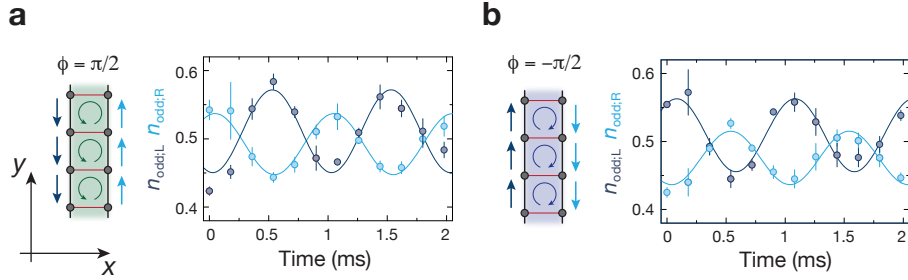 a
ϕ = π/2
y
x
n_odd;L n_odd;R
0.6
0.5
0.4
0 0.5 1 1.5 2
Time (ms)
b
ϕ = −π/2
n_odd;L n_odd;R
0.6
0.5
0.4
0 0.5 1 1.5 2
Time (ms)